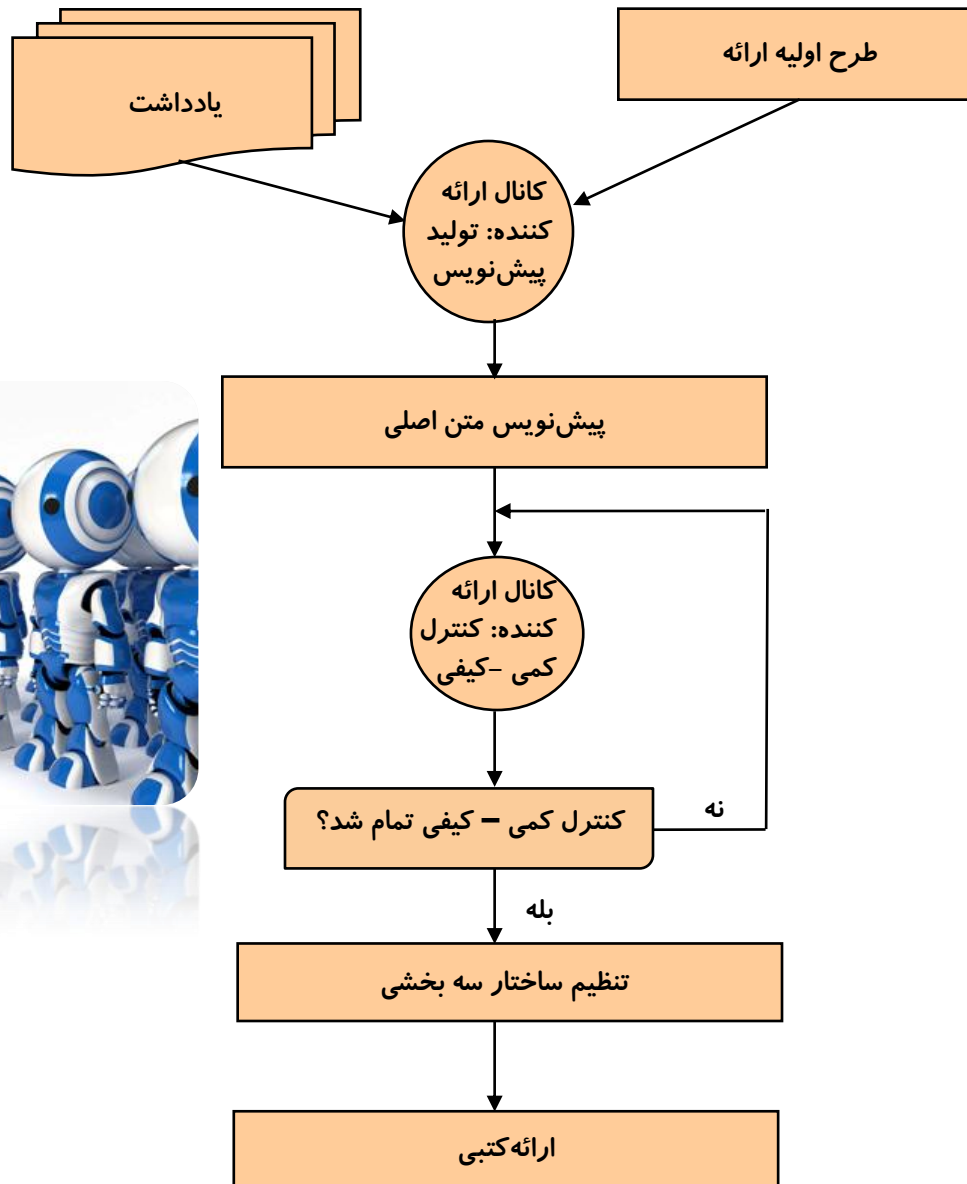 طرح اولیه ارائه
یادداشت
کانال ارائه
کننده: تولید
پیش‌نویس
پیش‌نویس متن اصلی
کانال ارائه
کننده: کنترل
کمی –کیفی
کنترل کمی – کیفی تمام شد؟
نه
بله
تنظیم ساختار سه بخشی
ارائه کتبی